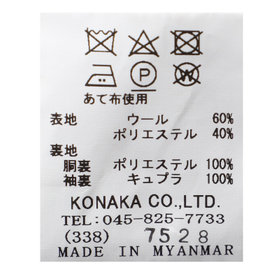 あて布使用
表地 ウール 60%
ポリエステル 40%
裏地
胴裏 ポリエステル 100%
袖裏 キュプラ 100%
KONAKA CO.,LTD.
TEL:045-825-7733
(338) 7528
MADE IN MYANMAR